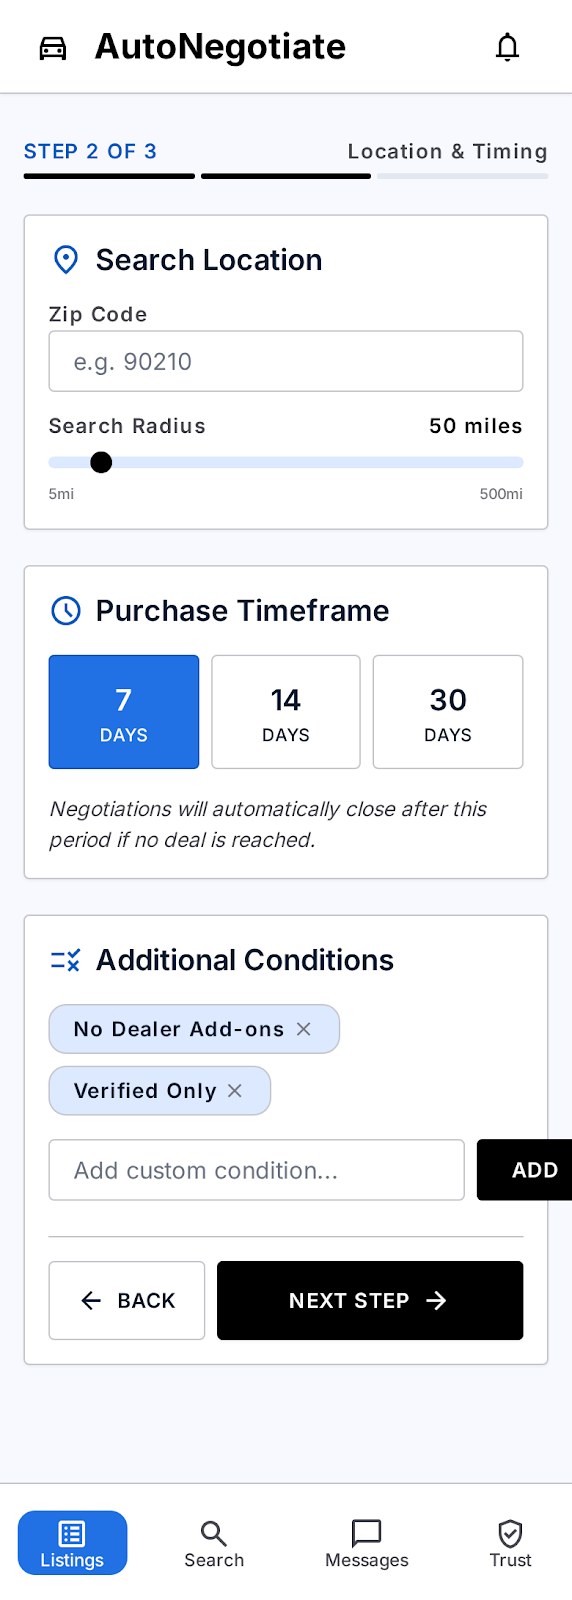 AutoNegotiate
STEP 2 OF 3
Location & Timing
Search Location
Zip Code
e.g. 90210
Search Radius
50 miles
5mi
500mi
Purchase Timeframe
7
DAYS
14
DAYS
30
DAYS
Negotiations will automatically close after this
period if no deal is reached.
Additional Conditions
No Dealer Add-ons
Verified Only
Add custom condition...
ADD
BACK
NEXT STEP
Listings
Search
Messages
Trust